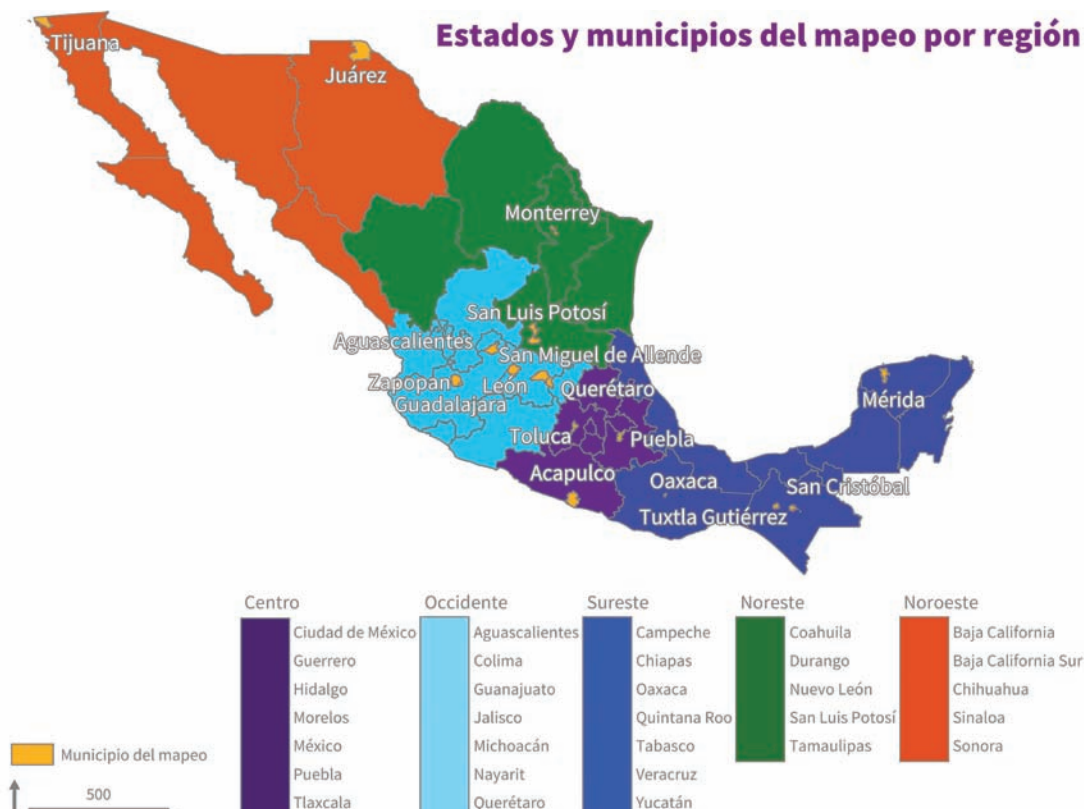 Estados y municipios del mapeo por región
Tijuana
Juárez
Monterrey
San Luis Potosí
Aguascalientes
San Miguel de Allende
Zapopan
León
Querétaro
Guadalajara
Toluca
Puebla
Mérida
Acapulco
Oaxaca
San Cristóbal
Tuxtla Gutiérrez
Centro
Ciudad de México
Guerrero
Hidalgo
Morelos
México
Puebla
Tlaxcala
Occidente
Aguascalientes
Colima
Guanajuato
Jalisco
Michoacán
Nayarit
Querétaro
Sureste
Campeche
Chiapas
Oaxaca
Quintana Roo
Tabasco
Veracruz
Yucatán
Noreste
Coahuila
Durango
Nuevo León
San Luis Potosí
Tamaulipas
Noroeste
Baja California
Baja California Sur
Chihuahua
Sinaloa
Sonora
Municipio del mapeo
500